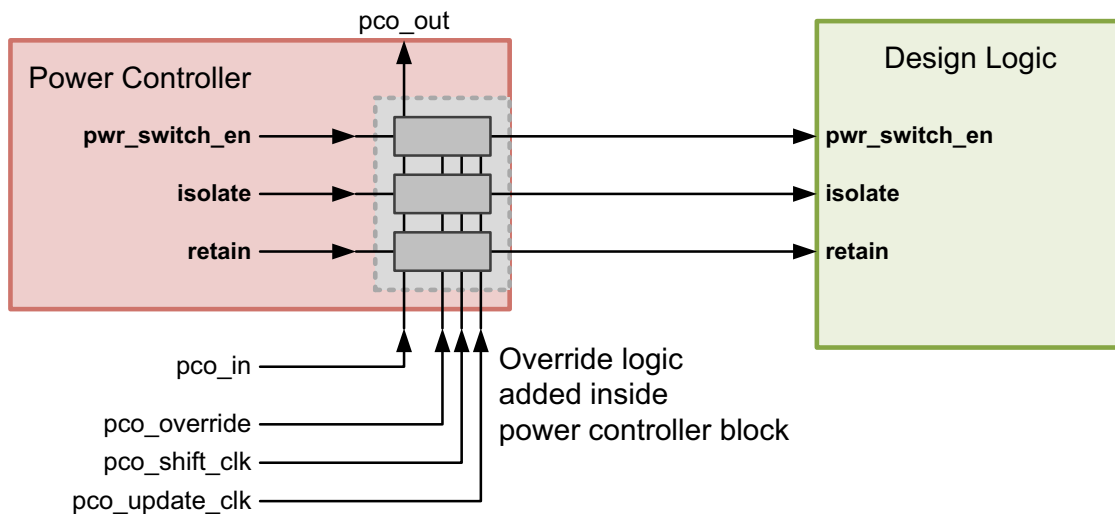 pco_out
Power Controller
Design Logic
pwr_switch_en
pwr_switch_en
isolate
isolate
retain
retain
pco_in
Override logic
added inside
power controller block
pco_override
pco_shift_clk
pco_update_clk